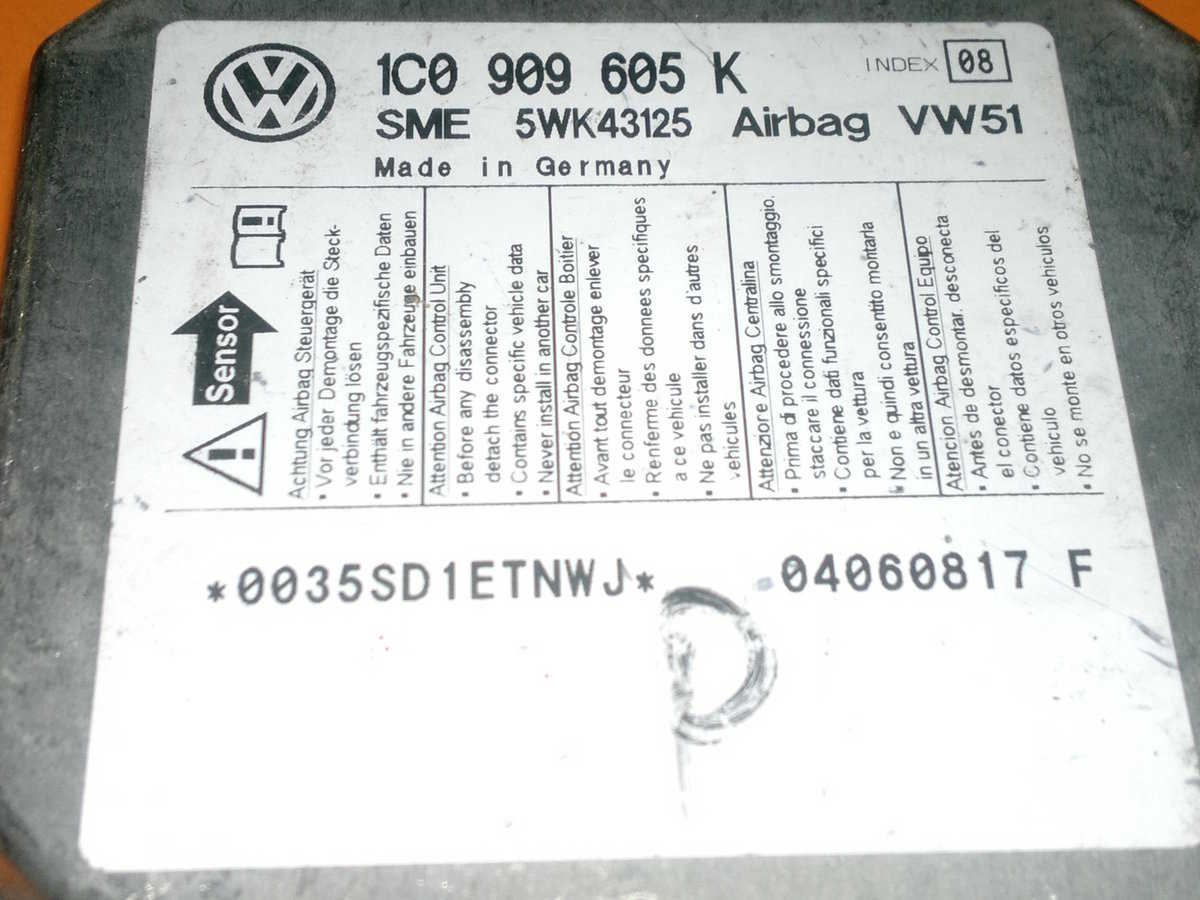 1C0 909 605 K
INDEX 08
SME 5WK43125 Airbag VW51
Made in Germany
Sensor
Achtung Airbag Steuergerät
• Vor jeder Demontage die Steck-
verbindung lösen
• Enthält fahrzeugspezifische Daten
• Nie in andere Fahrzeuge einbauen
Attention Airbag Control Unit
• Before any disassembly
detach the connector
• Contains specific vehicle data
• Never install in another car
Attention Airbag Controle Boitier
• Avant tout demontage enlever
le connecteur
• Renferme des donnees specifiques
a ce vehicule
• Ne pas installer dans d'autres
vehicules
Attenzione Airbag Centralina
• Prima di procedere allo smontaggio.
staccare il connessione
• Contiene dati funzionali specifici
per la vettura
• Non e quindi consentito montarla
in un altra vettura
Atencion Airbag Control Equipo
• Antes de desmontar. desconecta
el conector
• Contiene datos especificos del
vehiculo
• No se monte en otros vehiculos
*0035SD1ETNWJ*
04060817 F